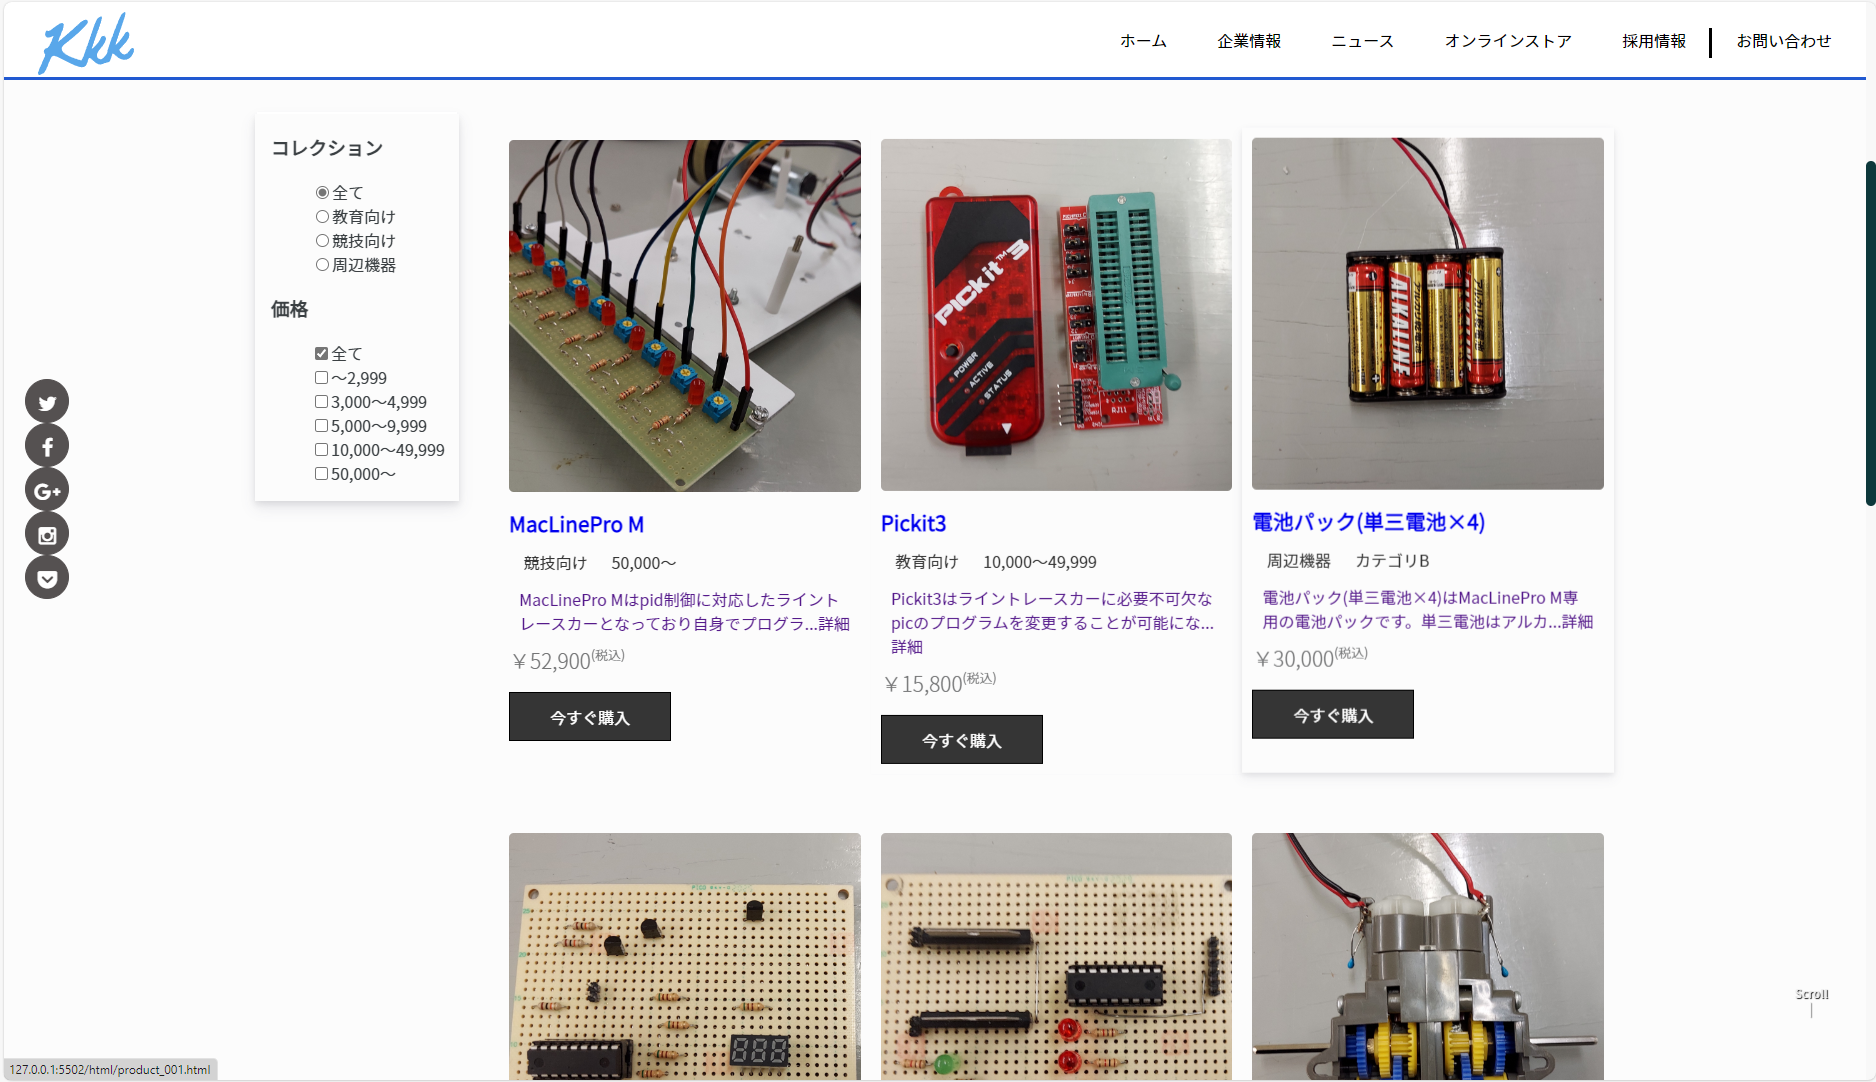 Kkk
ホーム
企業情報
ニュース
オンラインストア
採用情報
お問い合わせ
コレクション
全て
教育向け
競技向け
周辺機器
価格
全て
～2,999
3,000～4,999
5,000～9,999
10,000～49,999
50,000～
G+
MacLinePro M
競技向け 50,000～
MacLinePro Mはpid制御に対応したライント
レースカーとなっており自身でプログラ...詳細
￥52,900(税込)
今すぐ購入
PICkit™3
POWER
ACTIVE
STATUS
RJ11
Pickit3
教育向け 10,000～49,999
Pickit3はライントレースカーに必要不可欠な
picのプログラムを変更することが可能にな...
詳細
￥15,800(税込)
今すぐ購入
ALKALINE
電池パック(単三電池×4)
周辺機器 カテゴリB
電池パック(単三電池×4)はMacLinePro M専
用の電池パックです。単三電池はアルカ...詳細
￥30,000(税込)
今すぐ購入
Scroll
127.0.0.1:5502/html/product_001.html